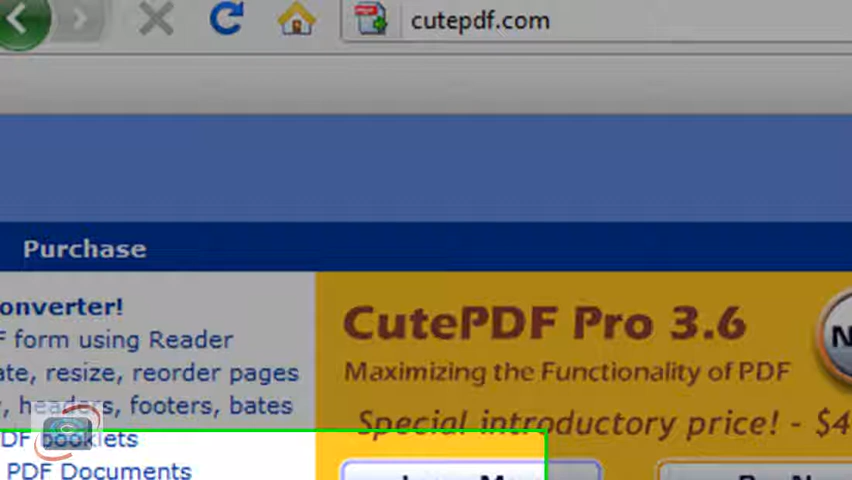 cutepdf.com
Purchase
onverter!
F form using Reader
ate, resize, reorder pages
, headers, footers, bates
DF booklets
PDF Documents
CutePDF Pro 3.6
Maximizing the Functionality of PDF
Special introductory price! - $4